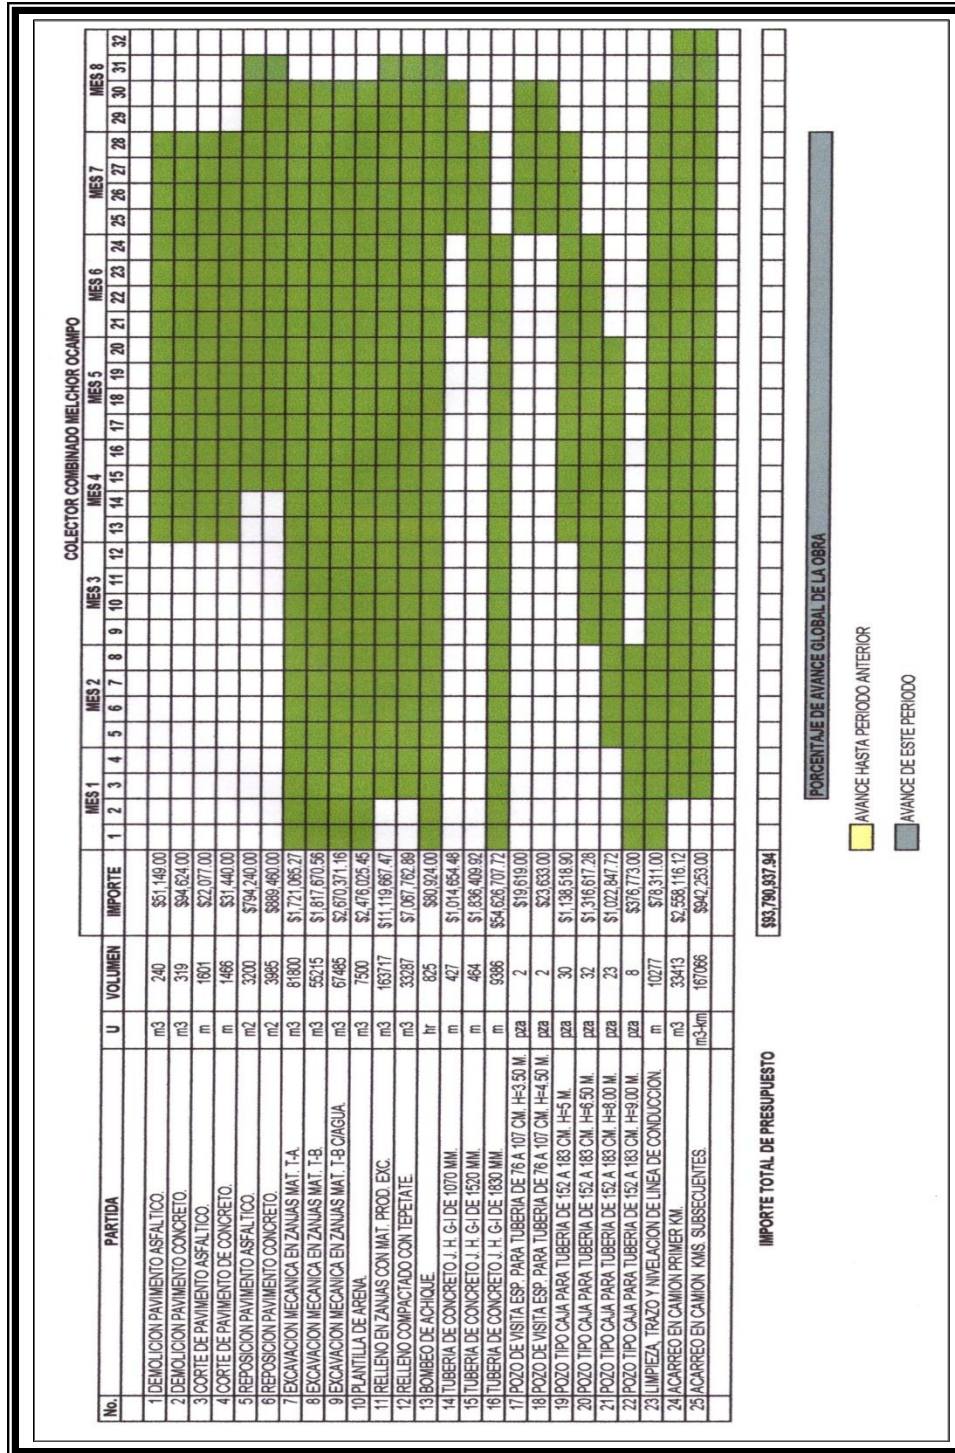 COLECTOR COMBINADO MELCHOR OCAMPO
MES 1 MES 2 MES 3 MES 4 MES 5 MES 6 MES 7 MES 8
No. PARTIDA U VOLUMEN IMPORTE 1 2 3 4 5 6 7 8 9 10 11 12 13 14 15 16 17 18 19 20 21 22 23 24 25 26 27 28 29 30 31 32
1 DEMOLICION PAVIMENTO ASFALTICO. m3 240 $51,149.00
2 DEMOLICION PAVIMENTO CONCRETO. m3 319 $94,624.00
3 CORTE DE PAVIMENTO ASFALTICO. m 1601 $22,077.00
4 CORTE DE PAVIMENTO DE CONCRETO. m 1466 $31,440.00
5 REPOSICION PAVIMENTO ASFALTICO. m2 3200 $794,240.00
6 REPOSICION PAVIMENTO CONCRETO. m2 3985 $889,460.00
7 EXCAVACION MECANICA EN ZANJAS MAT. T-A. m3 81800 $1,721,065.27
8 EXCAVACION MECANICA EN ZANJAS MAT. T-B. m3 55215 $1,817,670.56
9 EXCAVACION MECANICA EN ZANJAS MAT. T-B C/AGUA. m3 67485 $2,670,371.16
10 PLANTILLA DE ARENA. m3 7500 $2,476,025.45
11 RELLENO EN ZANJAS CON MAT. PROD. EXC. m3 163717 $11,119,667.47
12 RELLENO COMPACTADO CON TEPETATE. m3 33287 $7,067,762.89
13 BOMBEO DE ACHIQUE. hr 825 $80,924.00
14 TUBERIA DE CONCRETO J. H. G-I DE 1070 MM. m 427 $1,014,654.48
15 TUBERIA DE CONCRETO J. H. G-I DE 1520 MM. m 464 $1,836,409.92
16 TUBERIA DE CONCRETO J. H. G-I DE 1830 MM. m 9386 $54,626,707.72
17 POZO DE VISITA ESP. PARA TUBERIA DE 76 A 107 CM. H=3.50 M. pza 2 $19,619.00
18 POZO DE VISITA ESP. PARA TUBERIA DE 76 A 107 CM. H=4.50 M. pza 2 $23,633.00
19 POZO TIPO CAJA PARA TUBERIA DE 152 A 183 CM. H=5 M. pza 30 $1,138,518.90
20 POZO TIPO CAJA PARA TUBERIA DE 152 A 183 CM. H=6.50 M. pza 32 $1,316,617.28
21 POZO TIPO CAJA PARA TUBERIA DE 152 A 183 CM. H=8.00 M. pza 23 $1,022,847.72
22 POZO TIPO CAJA PARA TUBERIA DE 152 A 183 CM. H=9.00 M. pza 8 $376,773.00
23 LIMPIEZA, TRAZO Y NIVELACION DE LINEA DE CONDUCCION. m 10277 $78,311.00
24 ACARREO EN CAMION PRIMER KM. m3 33413 $2,558,116.12
25 ACARREO EN CAMION KMS. SUBSECUENTES. m3-km 167066 $942,253.00
IMPORTE TOTAL DE PRESUPUESTO $93,790,937.94
PORCENTAJE DE AVANCE GLOBAL DE LA OBRA
AVANCE HASTA PERIODO ANTERIOR
AVANCE DE ESTE PERIODO